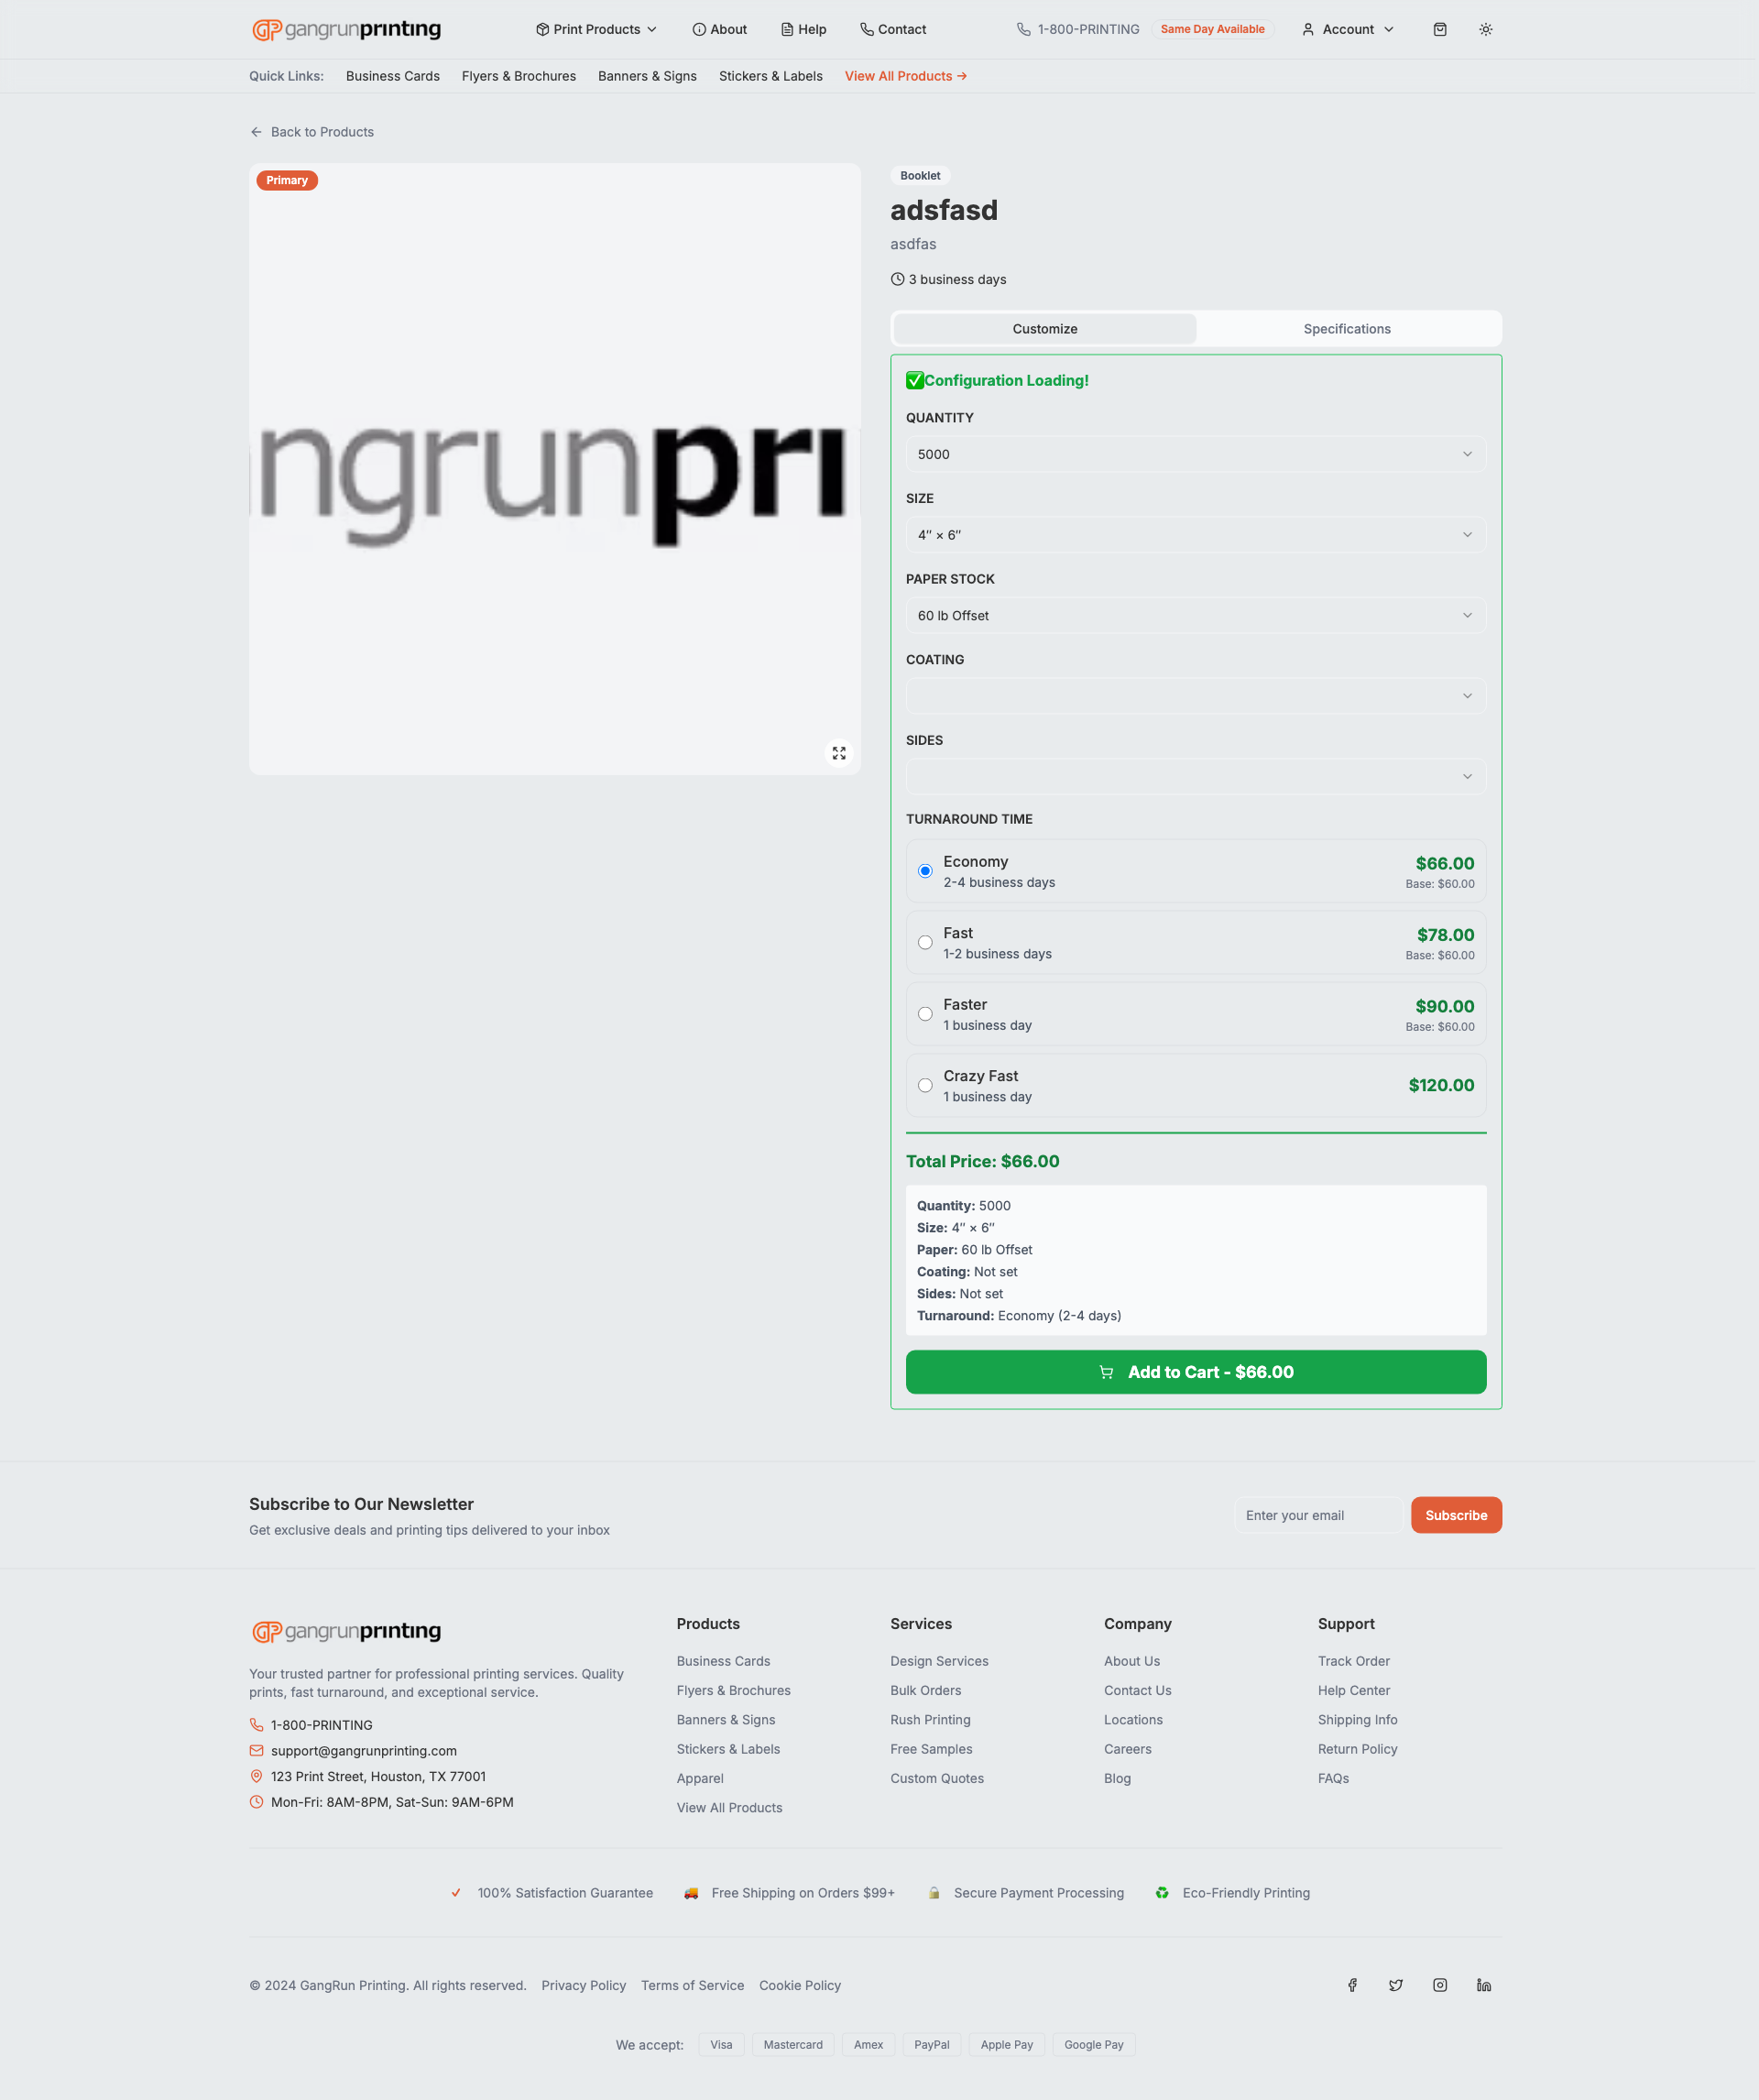 GP gangrunprinting
Print Products
About
Help
Contact
1-800-PRINTING
Same Day Available
Account
Quick Links:
Business Cards
Flyers & Brochures
Banners & Signs
Stickers & Labels
View All Products →
← Back to Products
Primary
ngrunpri
Booklet
adsfasd
asdfas
3 business days
Customize
Specifications
✅Configuration Loading!
QUANTITY
5000
SIZE
4″ × 6″
PAPER STOCK
60 lb Offset
COATING
SIDES
TURNAROUND TIME
Economy
2-4 business days
$66.00
Base: $60.00
Fast
1-2 business days
$78.00
Base: $60.00
Faster
1 business day
$90.00
Base: $60.00
Crazy Fast
1 business day
$120.00
Total Price: $66.00
Quantity: 5000
Size: 4″ × 6″
Paper: 60 lb Offset
Coating: Not set
Sides: Not set
Turnaround: Economy (2-4 days)
Add to Cart - $66.00
Subscribe to Our Newsletter
Get exclusive deals and printing tips delivered to your inbox
Enter your email
Subscribe
GP gangrunprinting
Your trusted partner for professional printing services. Quality
prints, fast turnaround, and exceptional service.
1-800-PRINTING
support@gangrunprinting.com
123 Print Street, Houston, TX 77001
Mon-Fri: 8AM-8PM, Sat-Sun: 9AM-6PM
Products
Business Cards
Flyers & Brochures
Banners & Signs
Stickers & Labels
Apparel
View All Products
Services
Design Services
Bulk Orders
Rush Printing
Free Samples
Custom Quotes
Company
About Us
Contact Us
Locations
Careers
Blog
Support
Track Order
Help Center
Shipping Info
Return Policy
FAQs
✓ 100% Satisfaction Guarantee
🚚 Free Shipping on Orders $99+
🔒 Secure Payment Processing
♻️ Eco-Friendly Printing
© 2024 GangRun Printing. All rights reserved.
Privacy Policy
Terms of Service
Cookie Policy
We accept:
Visa
Mastercard
Amex
PayPal
Apple Pay
Google Pay